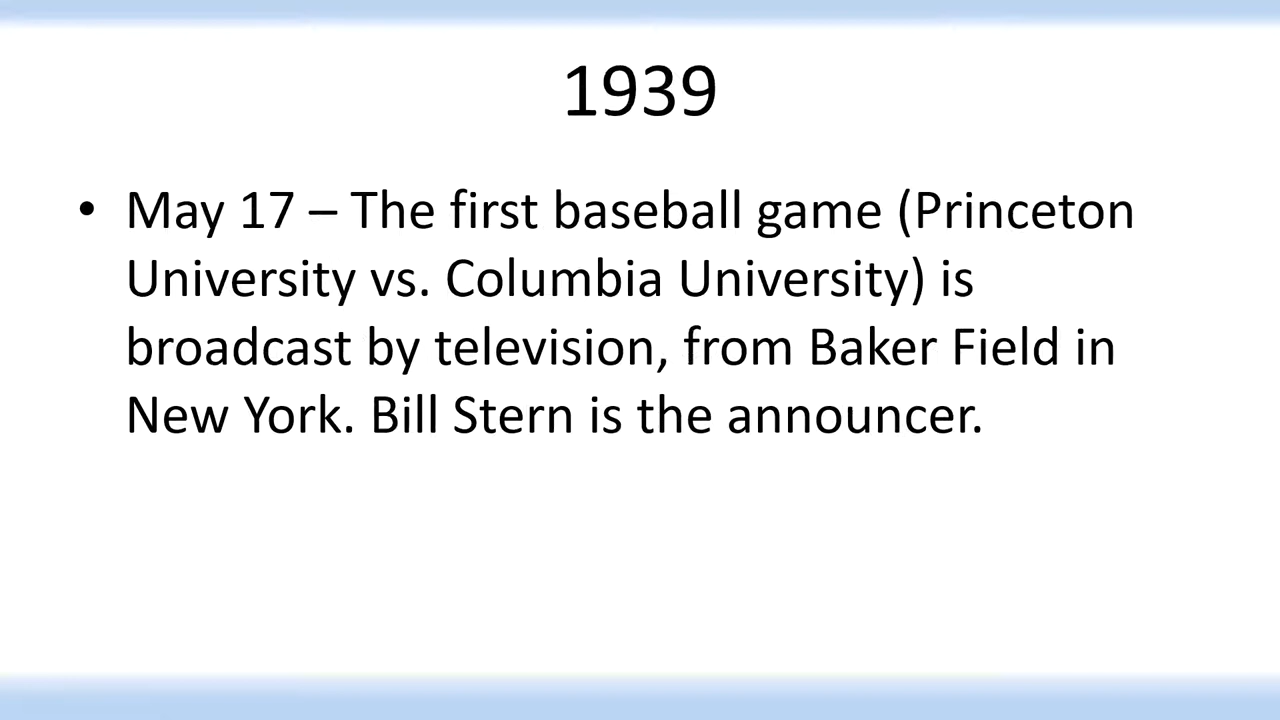 1939
• May 17 – The first baseball game (Princeton
University vs. Columbia University) is
broadcast by television, from Baker Field in
New York. Bill Stern is the announcer.